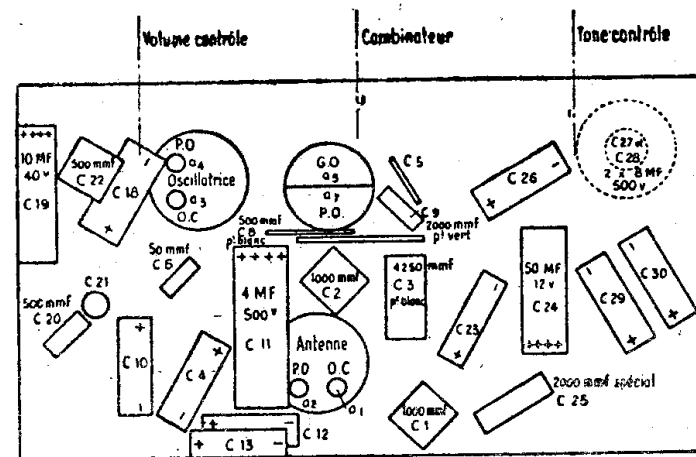 Volume contrôle
Combinateur
Tone contrôle
P.O
a4
Oscillatrice
a3
O.C
G.O
a5
a7
P.O.
C 5
C 9
2000 mmf
pt vert
C 26
C 27 et
C 28
2 x 8 MF
500 v
++++
10 MF
40 v
C 19
500 mmf
C 22
-
C 18
+
500 mmf
C 8
pt blanc
50 mmf
C 6
++++
4 MF
500 v
C 11
1000 mmf
C 2
4250 mmf
C 3
pt blanc
-
C 23
+
50 MF
12 v
C 24
++++
-
C 29
+
-
C 30
+
C 21
500 mmf
C 20
+
C 10
-
+
C 4
-
Antenne
P.O
O.C
a2
a1
1000 mmf
C 1
2000 mmf spécial
C 25
+
-
C 12
+
C 13
-